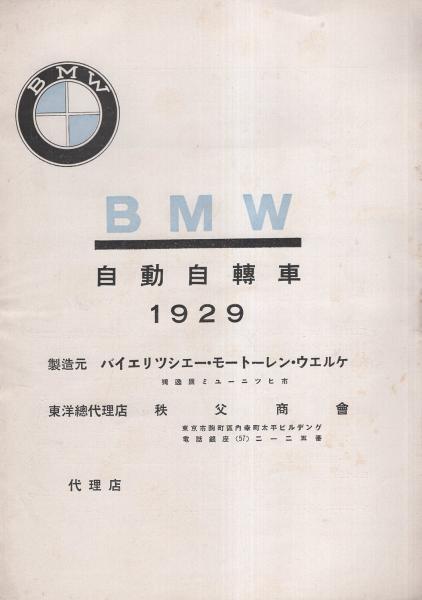 BMW
BMW
自動自轉車
1929
製造元 バイエリツシエー・モートーレン・ウエルケ
獨逸國ミユーニツヒ市
東洋總代理店 秩父商會
東京市麹町區内幸町太平ビルデング
電話銀座(57)二一二五番
代理店